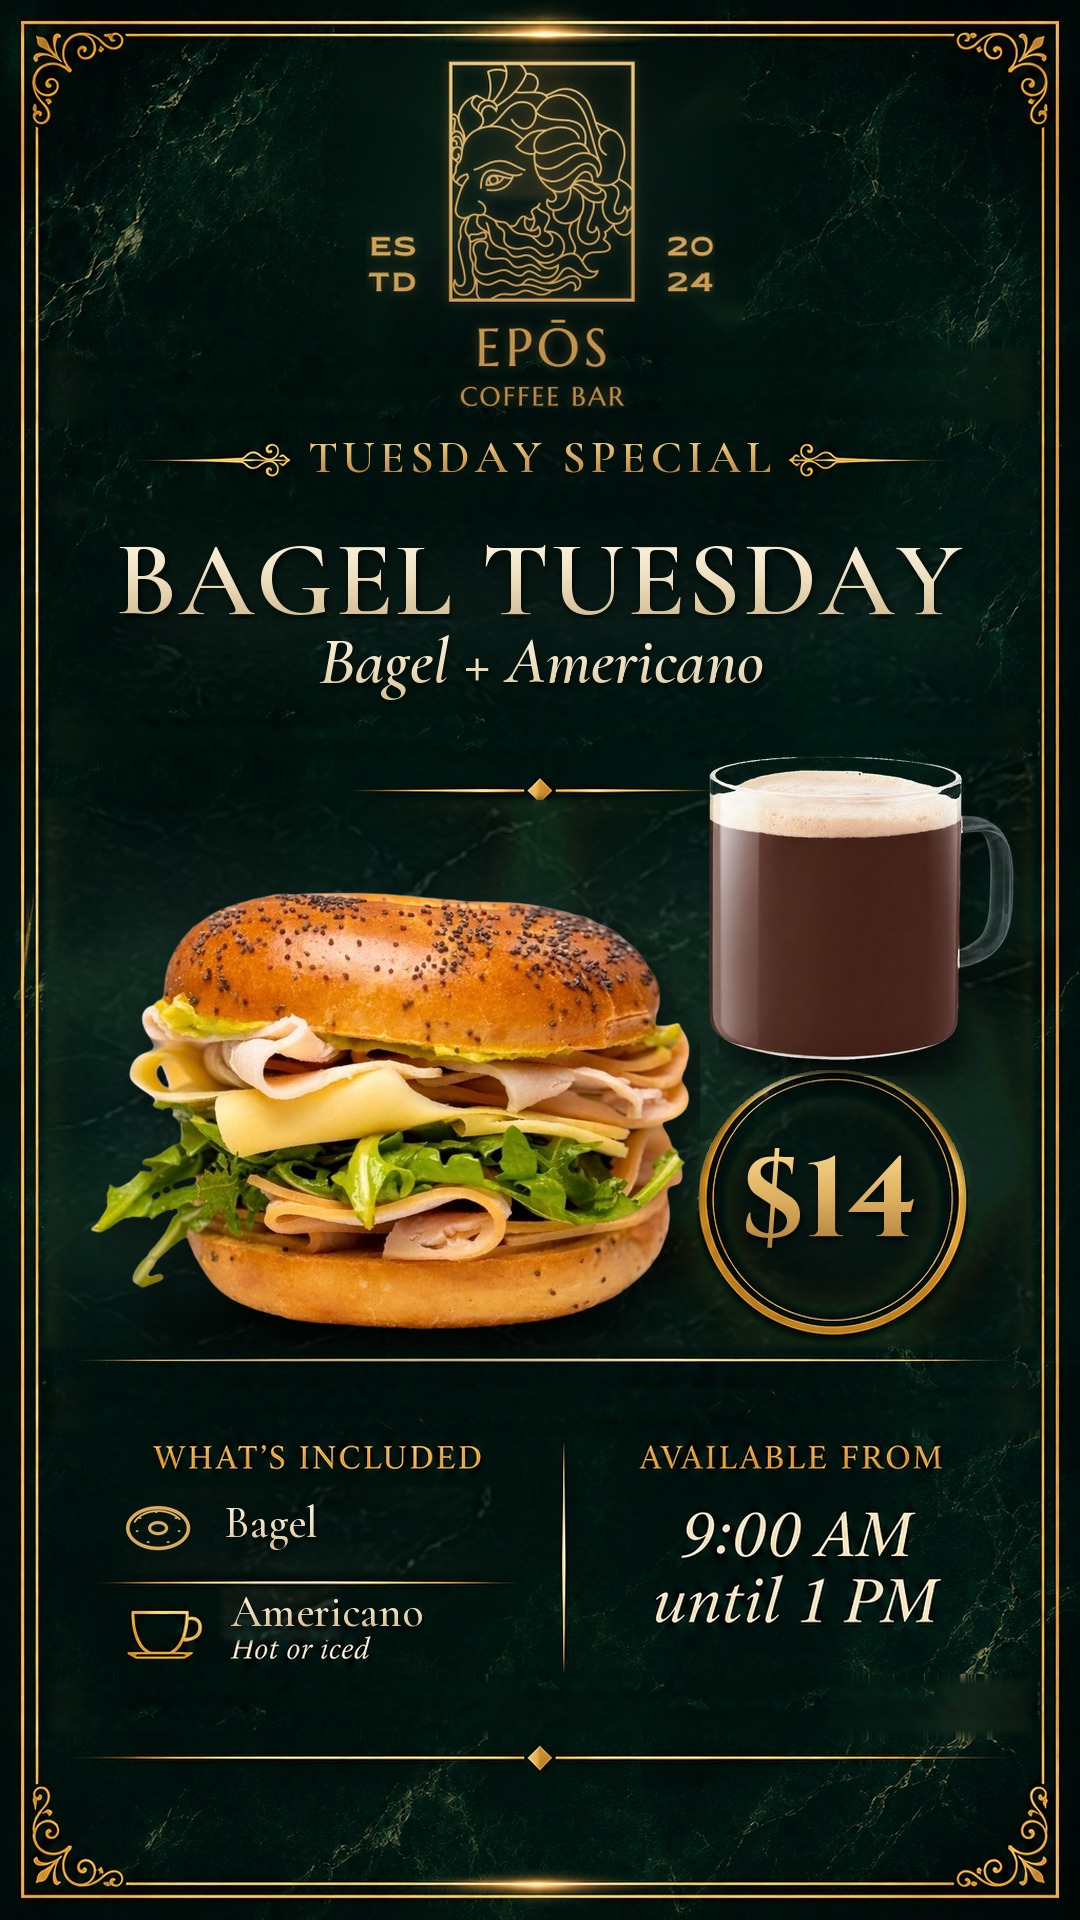 ES
TD
20
24
EPŌS
COFFEE BAR
TUESDAY SPECIAL
BAGEL TUESDAY
Bagel + Americano
$14
WHAT'S INCLUDED
Bagel
Americano
Hot or iced
AVAILABLE FROM
9:00 AM
until 1 PM